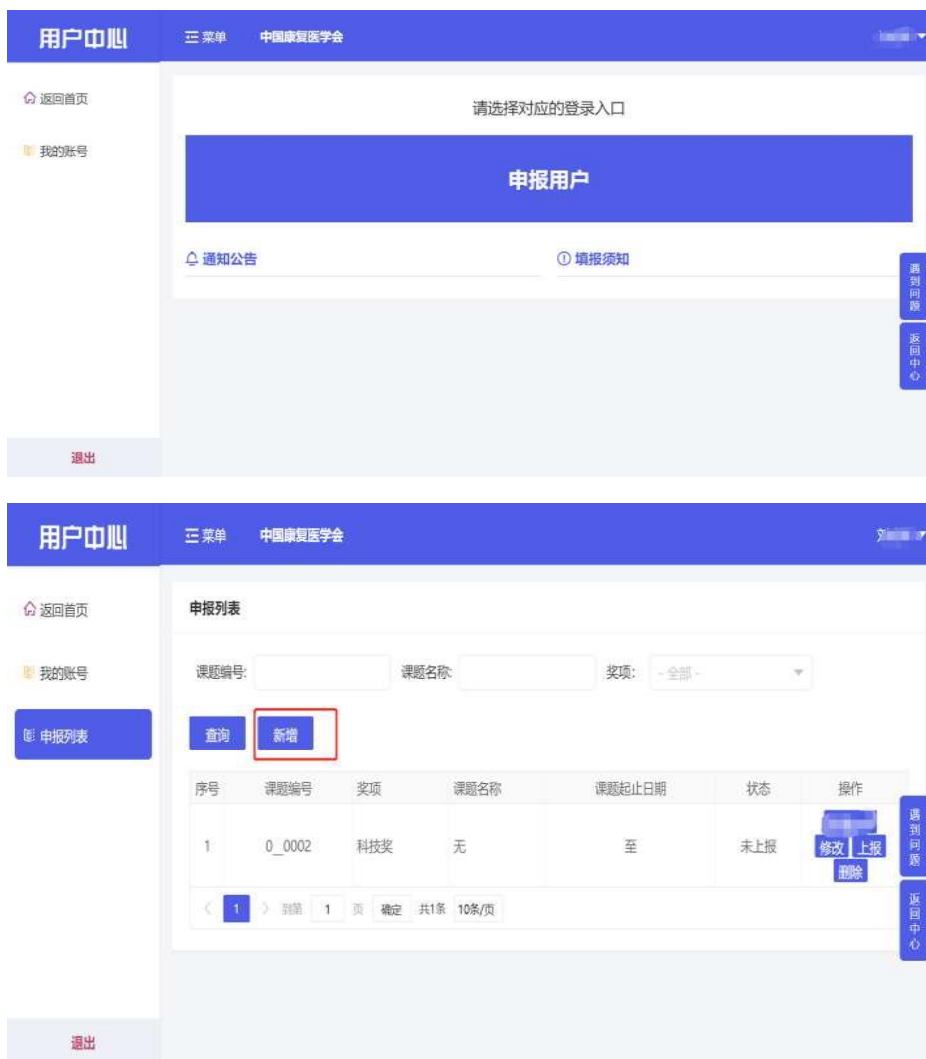 用户中心
菜单 中国康复医学会
返回首页
我的账号
请选择对应的登录入口
申报用户
通知公告
填报须知
遇到问题
返回中心
退出
用户中心
菜单 中国康复医学会
刘
返回首页
我的账号
申报列表
申报列表
课题编号: 课题名称: 奖项: - 全部 -
查询 新增
序号 课题编号 奖项 课题名称 课题起止日期 状态 操作
1 0_0002 科技奖 无 至 未上报 修改 上报
删除
1 到第 1 页 确定 共1条 10条/页
遇到问题
返回中心
退出